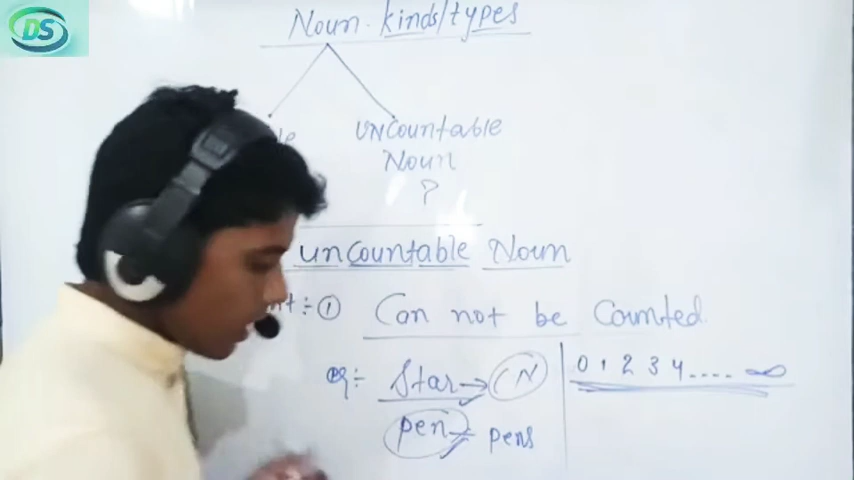 DS
Noun kinds/types
UNCountable
Noun
?
uncountable Noun
① Can not be Counted.
Star → CN
0 1 2 3 4 ..... ∞
pen = pens